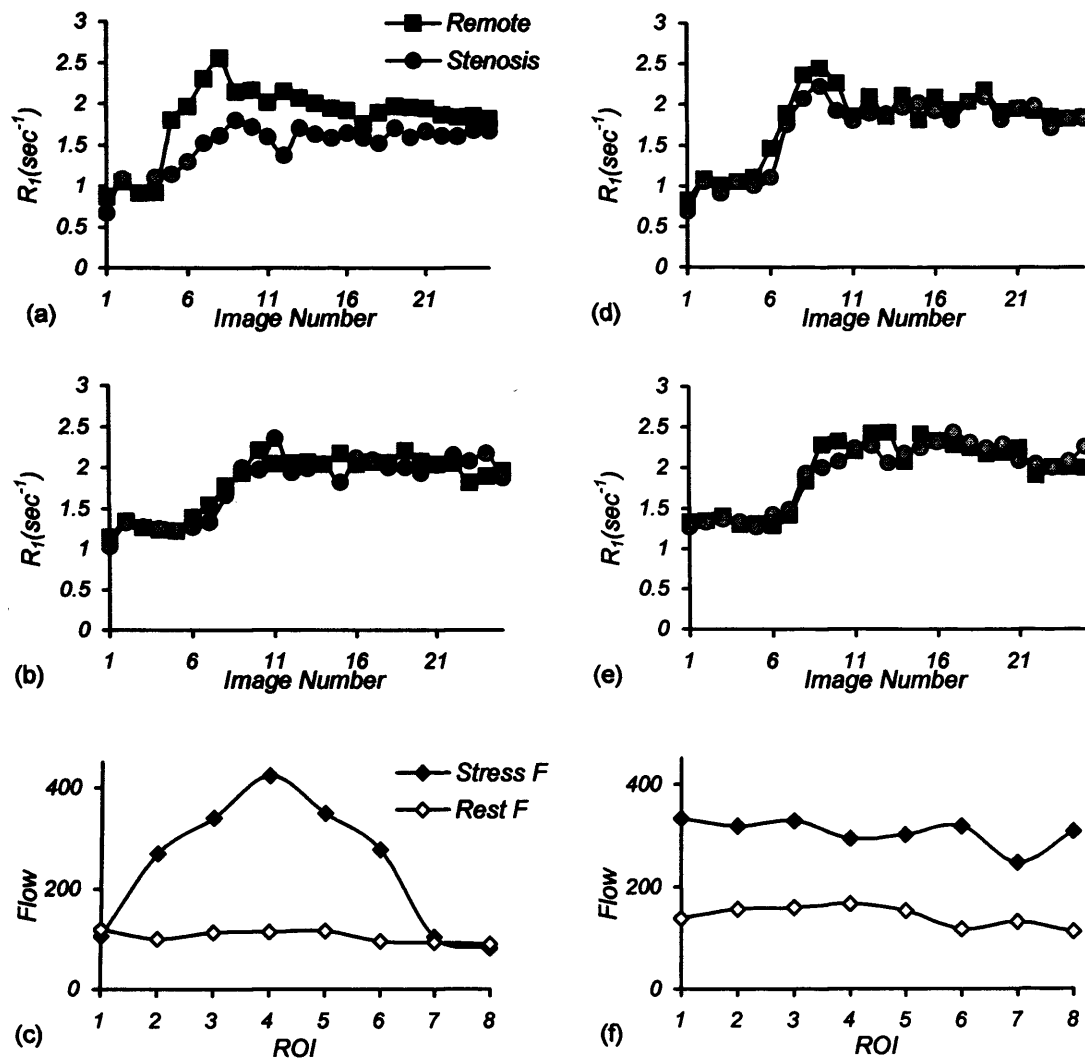 3
2.5
2
1.5
1
0.5
0
R1(sec-1)
Remote
Stenosis
1 6 11 16 21
Image Number
(a)
3
2.5
2
1.5
1
0.5
0
R1(sec-1)
1 6 11 16 21
Image Number
(d)
3
2.5
2
1.5
1
0.5
0
R1(sec-1)
1 6 11 16 21
Image Number
(b)
3
2.5
2
1.5
1
0.5
0
R1(sec-1)
1 6 11 16 21
Image Number
(e)
400
200
0
Flow
Stress F
Rest F
1 2 3 4 5 6 7 8
ROI
(c)
400
200
0
Flow
1 2 3 4 5 6 7 8
ROI
(f)